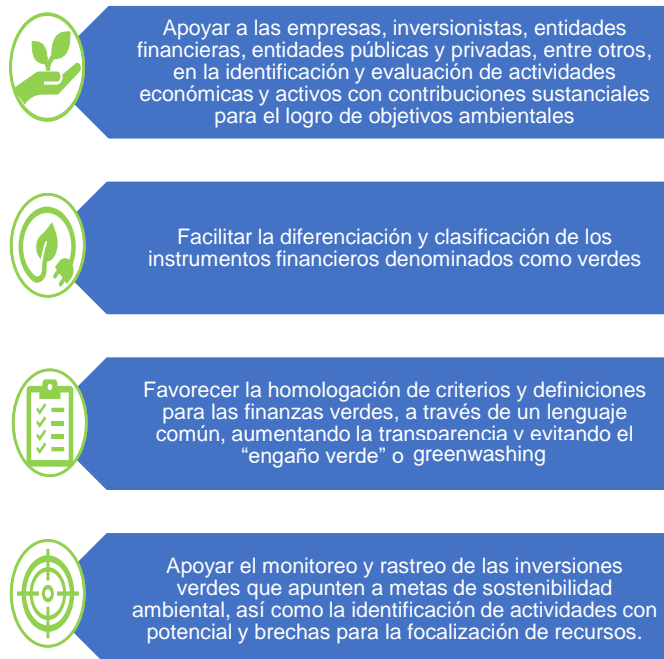 Apoyar a las empresas, inversionistas, entidades
financieras, entidades públicas y privadas, entre otros,
en la identificación y evaluación de actividades
económicas y activos con contribuciones sustanciales
para el logro de objetivos ambientales
Facilitar la diferenciación y clasificación de los
instrumentos financieros denominados como verdes
Favorecer la homologación de criterios y definiciones
para las finanzas verdes, a través de un lenguaje
común, aumentando la transparencia y evitando el
“engaño verde” o greenwashing
Apoyar el monitoreo y rastreo de las inversiones
verdes que apunten a metas de sostenibilidad
ambiental, así como la identificación de actividades con
potencial y brechas para la focalización de recursos.